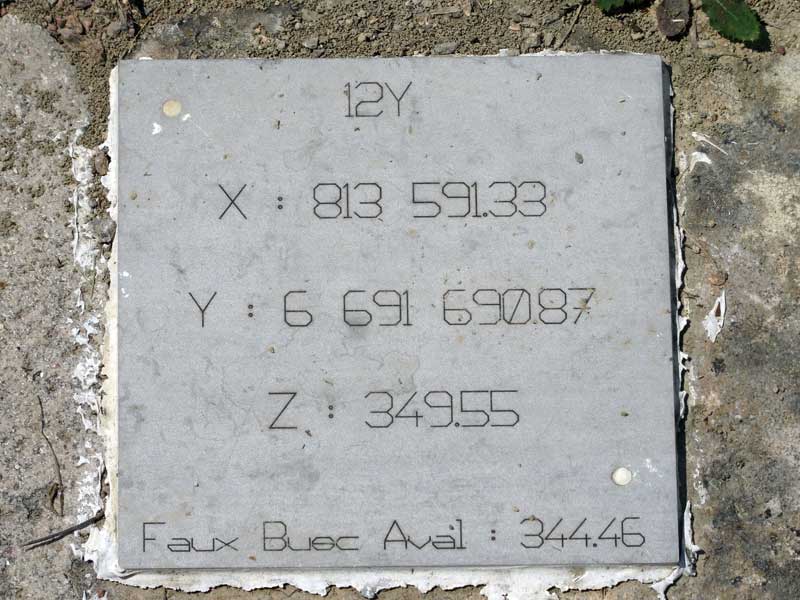 12Y
X : 813 591.33
Y : 6 691 690.87
Z : 349.55
Faux Busc Aval : 344.46